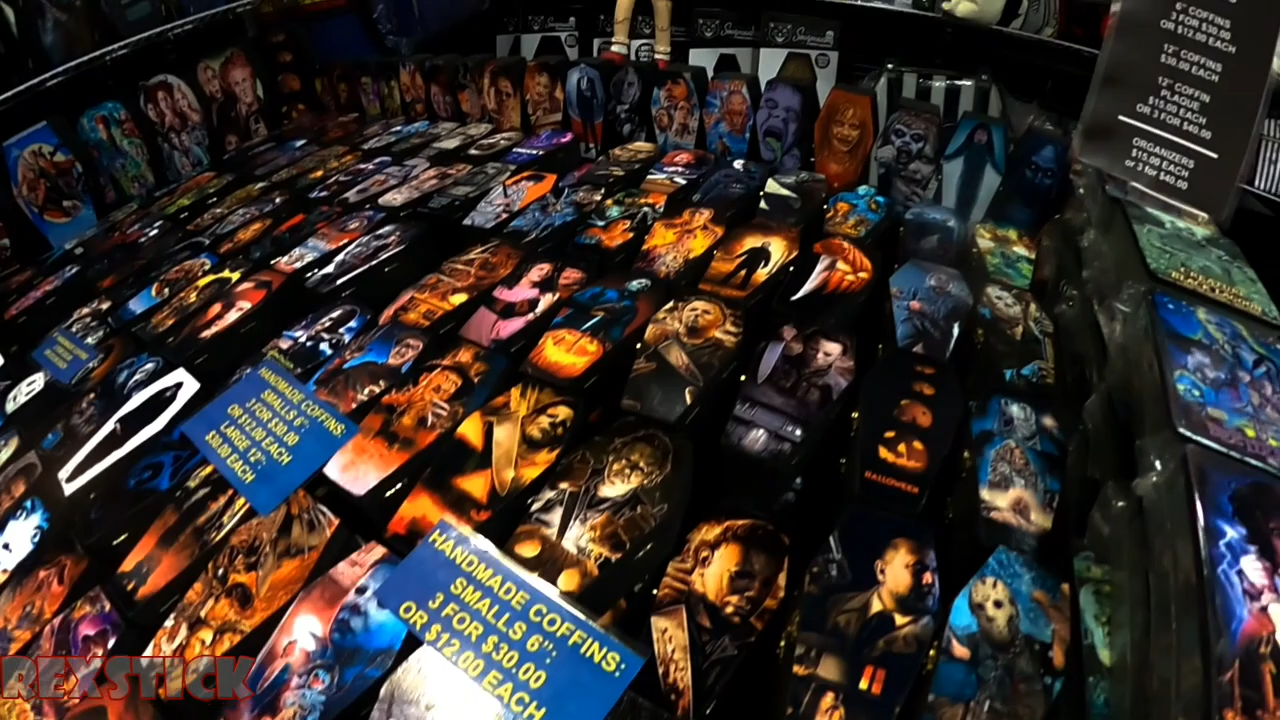 6" COFFINS
3 FOR $30.00
OR $12.00 EACH
12" COFFINS
$30.00 EACH
12" COFFIN
PLAQUE
$15.00 EACH
OR 3 FOR $40.00
ORGANIZERS
$15.00 EACH
or 3 for $40.00
HANDMADE COFFINS:
SMALLS 6":
3 FOR $30.00
OR $12.00 EACH
LARGE 12":
$30.00 EACH
HALLOWEEN
HANDMADE COFFINS:
SMALLS 6":
3 FOR $30.00
OR $12.00 EACH
REXSTICK